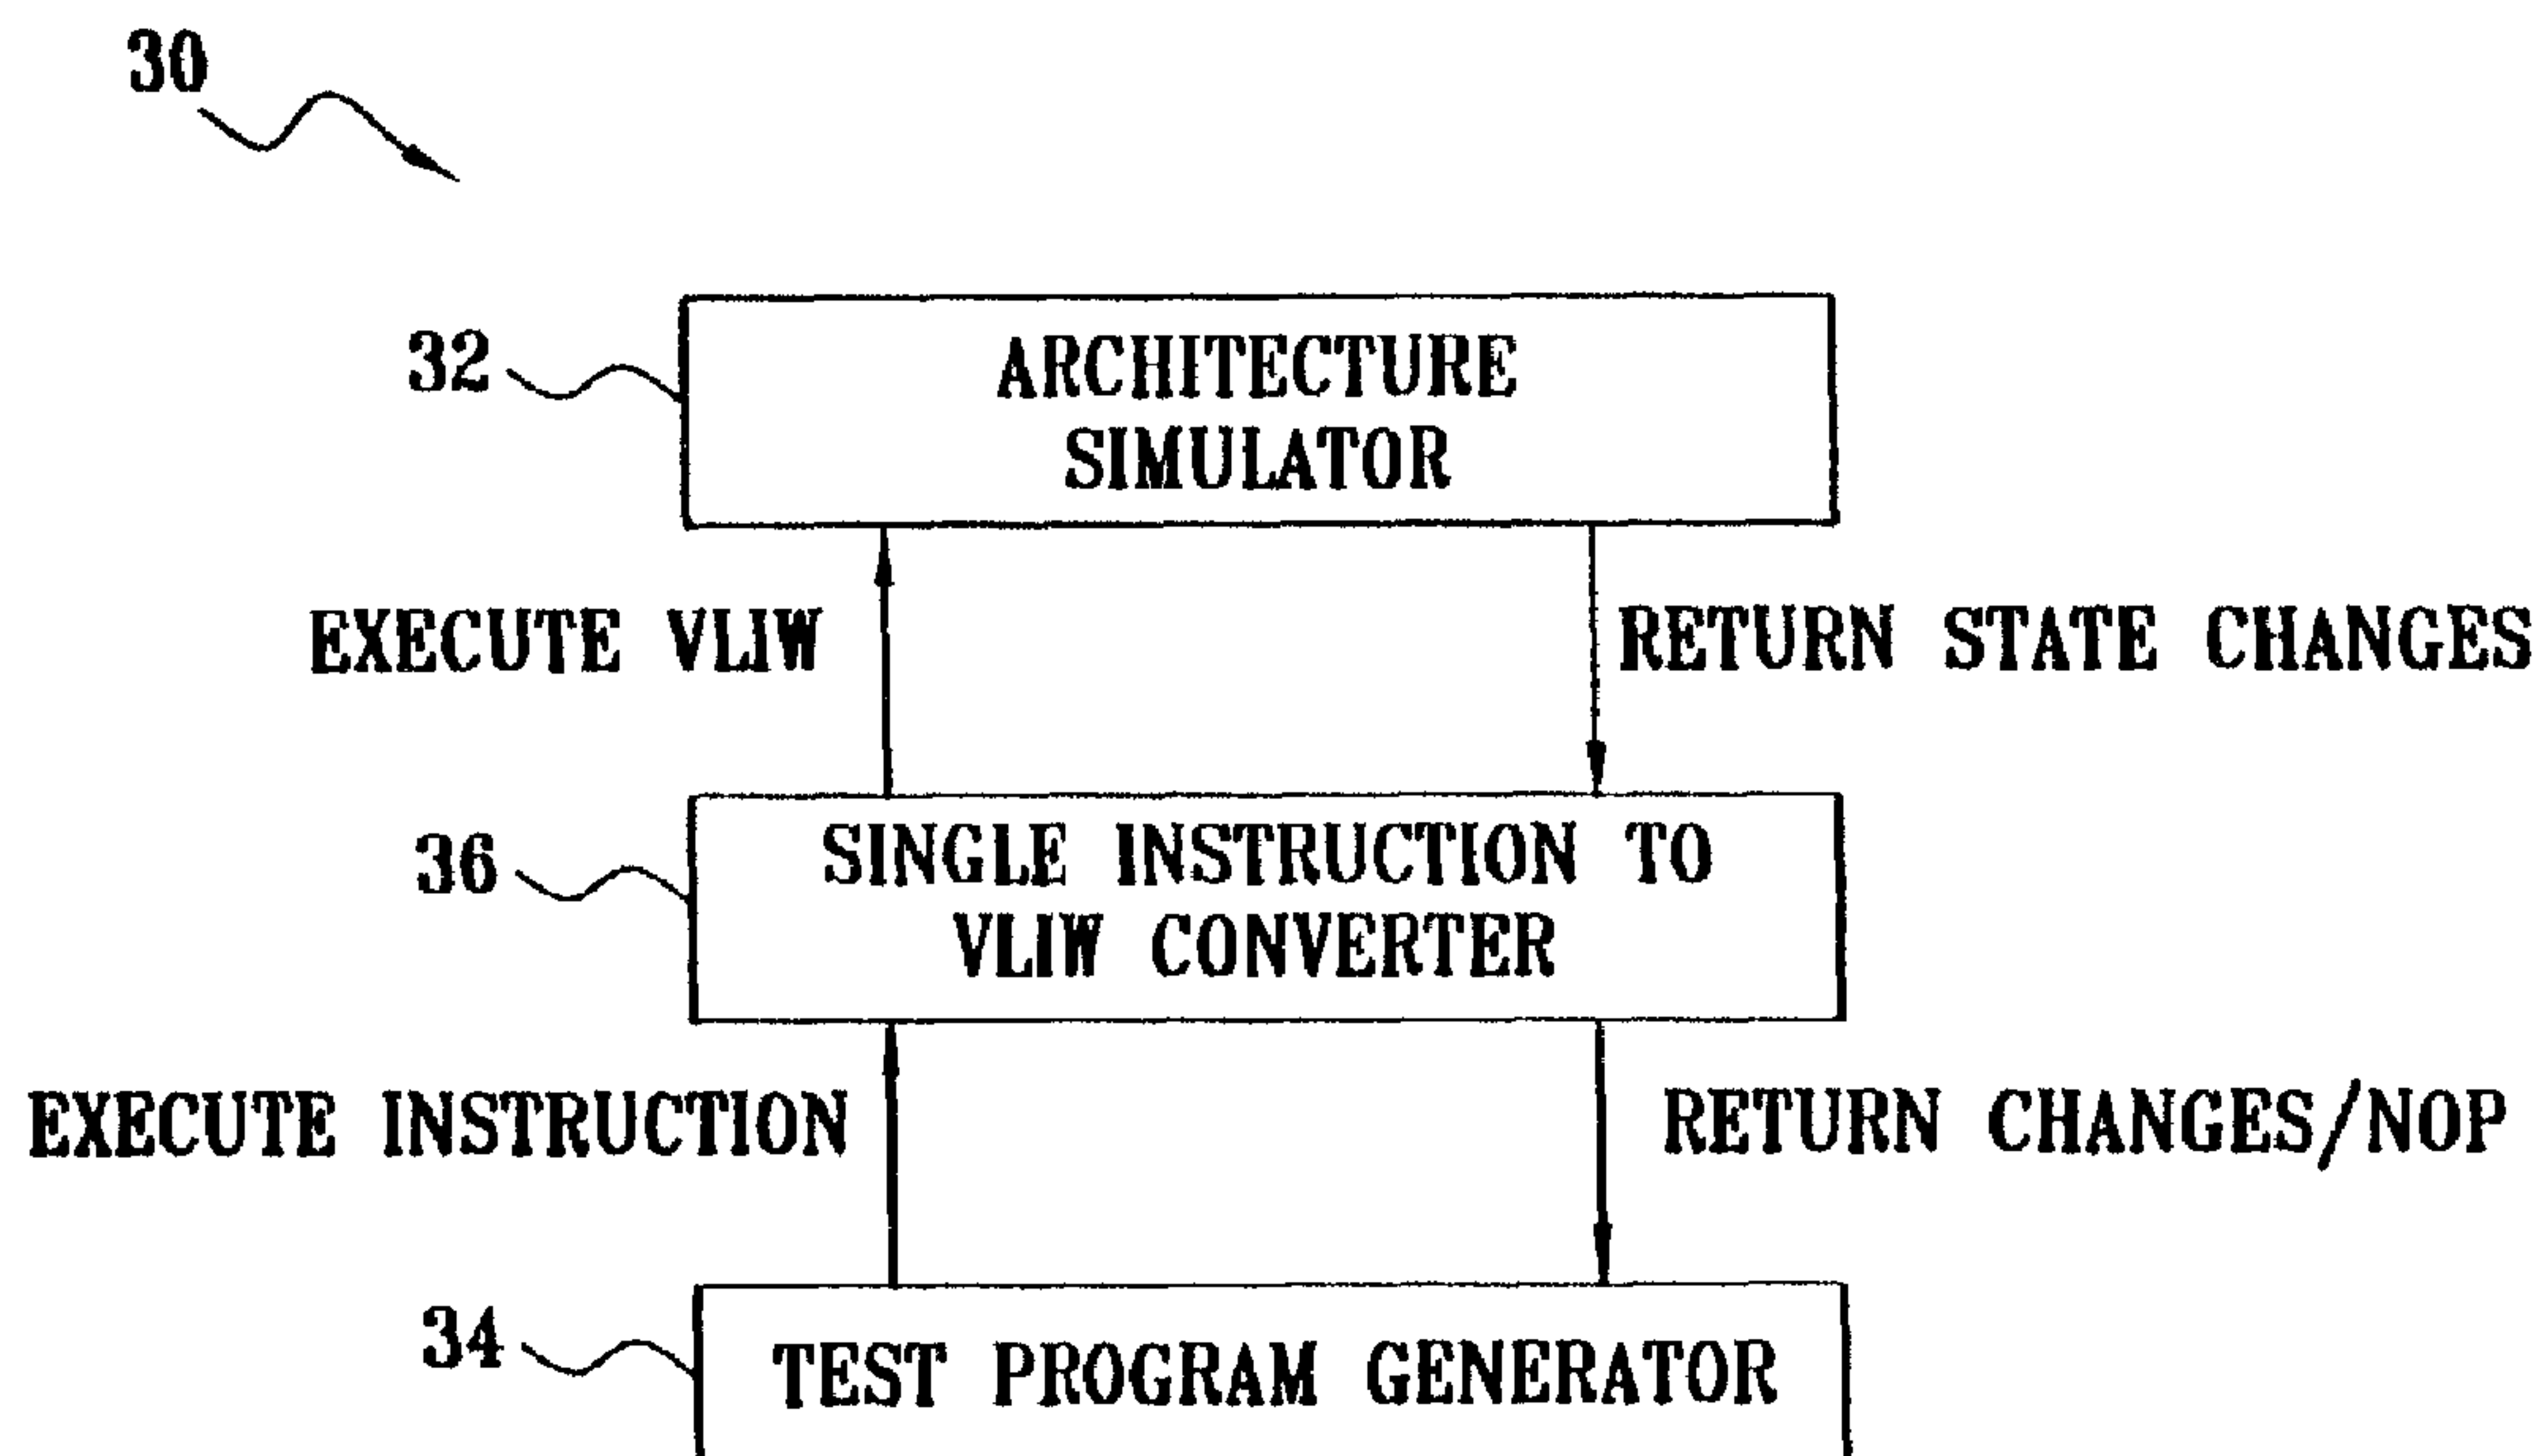 30
32
ARCHITECTURE
SIMULATOR
EXECUTE VLIW
RETURN STATE CHANGES
36
SINGLE INSTRUCTION TO
VLIW CONVERTER
EXECUTE INSTRUCTION
RETURN CHANGES/NOP
34
TEST PROGRAM GENERATOR